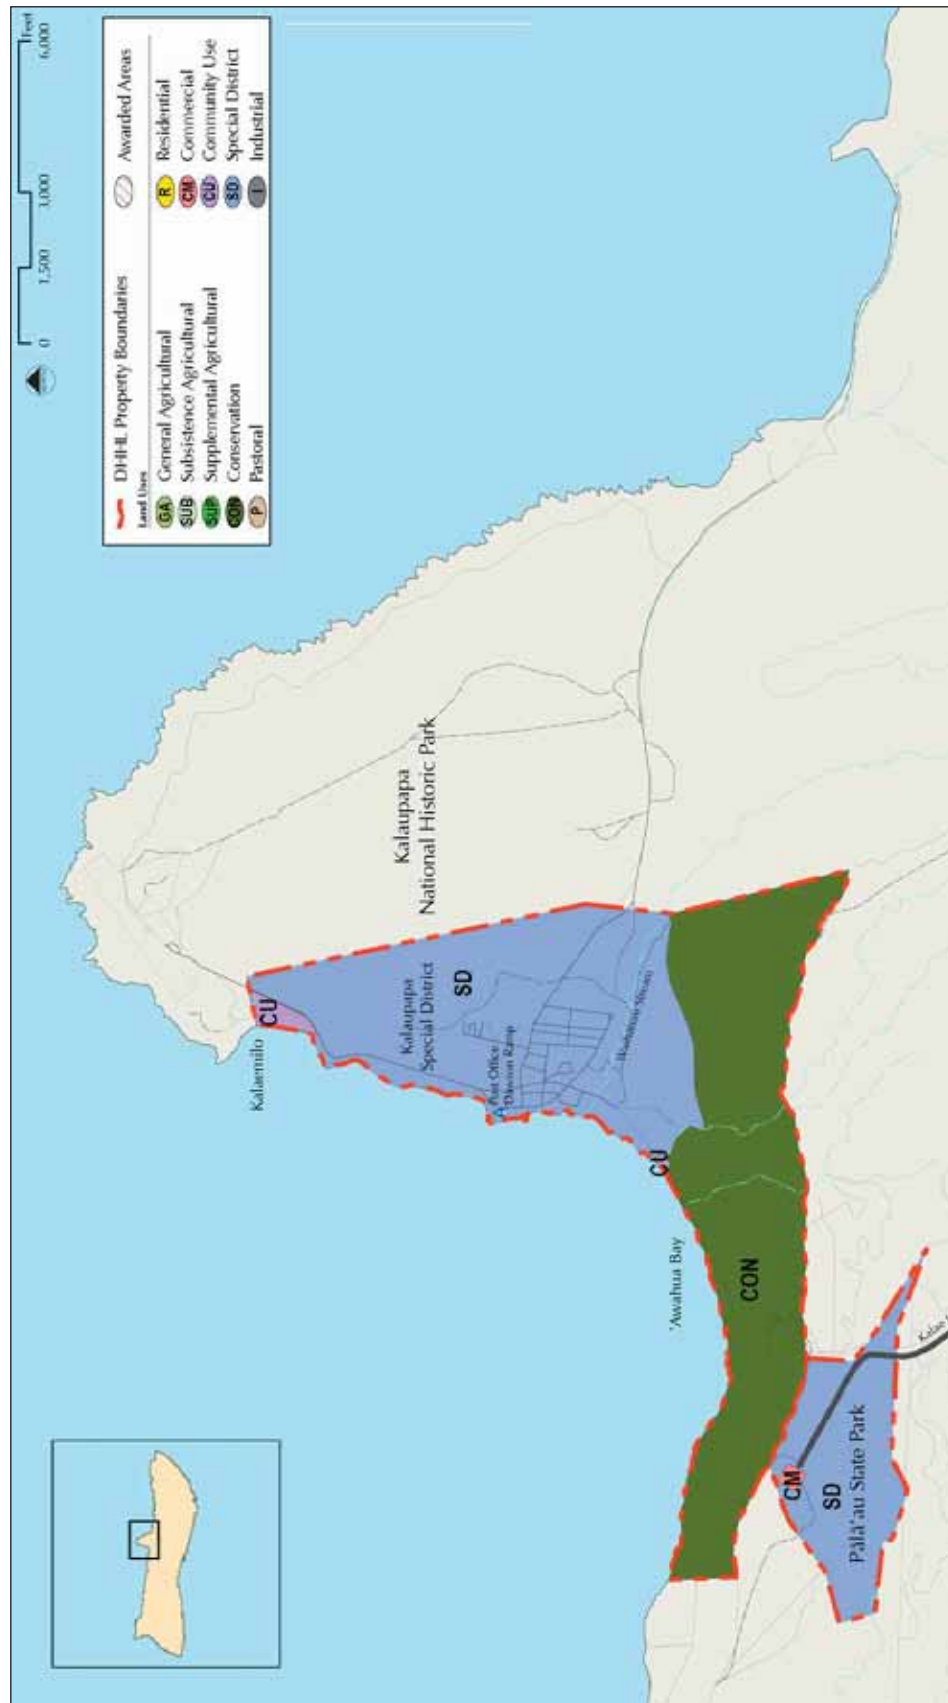 Feet
0 1,500 3,000 6,000
DHHL Property Boundaries
Awarded Areas
Land Uses
GA General Agricultural
SUB Subsistence Agricultural
SUP Supplemental Agricultural
CON Conservation
P Pastoral
R Residential
CM Commercial
CU Community Use
SD Special District
I Industrial
Kalaupapa
National Historic Park
Kalaemilo
CU
Kalaupapa
Special District
SD
Post Office
Ramp
CU
'Awahua Bay
CON
CM
SD
Pālā'au State Park
Kalae